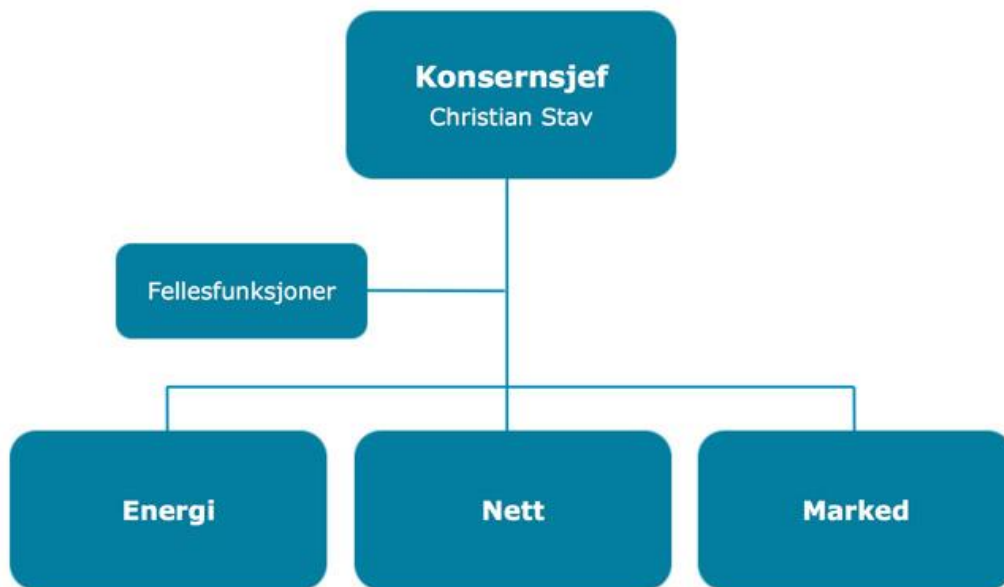 Konsernsjef
Christian Stav
Fellesfunksjoner
Energi
Nett
Marked